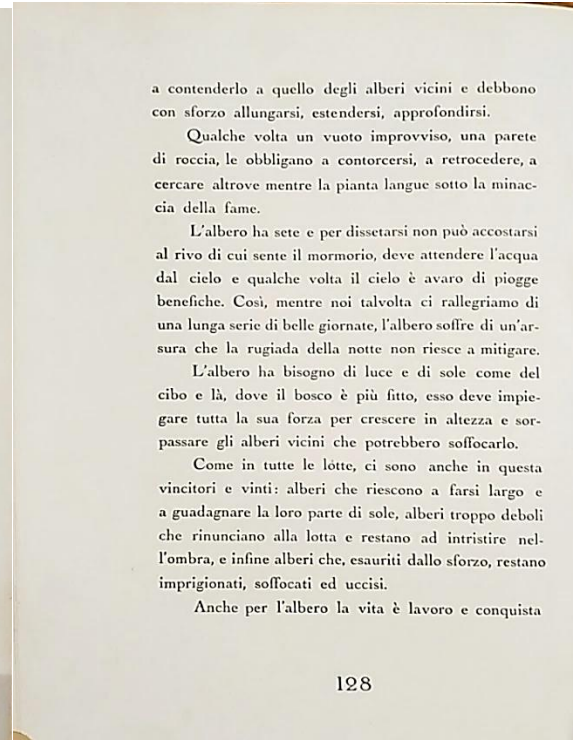 a contenderlo a quello degli alberi vicini e debbono
con sforzo allungarsi, estendersi, approfondirsi.
Qualche volta un vuoto improvviso, una parete
di roccia, le obbligano a contorcersi, a retrocedere, a
cercare altrove mentre la pianta langue sotto la minac-
cia della fame.
L'albero ha sete e per dissetarsi non può accostarsi
al rivo di cui sente il mormorio, deve attendere l'acqua
dal cielo e qualche volta il cielo è avaro di piogge
benefiche. Così, mentre noi talvolta ci rallegriamo di
una lunga serie di belle giornate, l'albero soffre di un'ar-
sura che la rugiada della notte non riesce a mitigare.
L'albero ha bisogno di luce e di sole come del
cibo e là, dove il bosco è più fitto, esso deve impie-
gare tutta la sua forza per crescere in altezza e sor-
passare gli alberi vicini che potrebbero soffocarlo.
Come in tutte le lotte, ci sono anche in questa
vincitori e vinti: alberi che riescono a farsi largo e
a guadagnare la loro parte di sole, alberi troppo deboli
che rinunciano alla lotta e restano ad intristire nel-
l'ombra, e infine alberi che, esauriti dallo sforzo, restano
imprigionati, soffocati ed uccisi.
Anche per l'albero la vita è lavoro e conquista
128